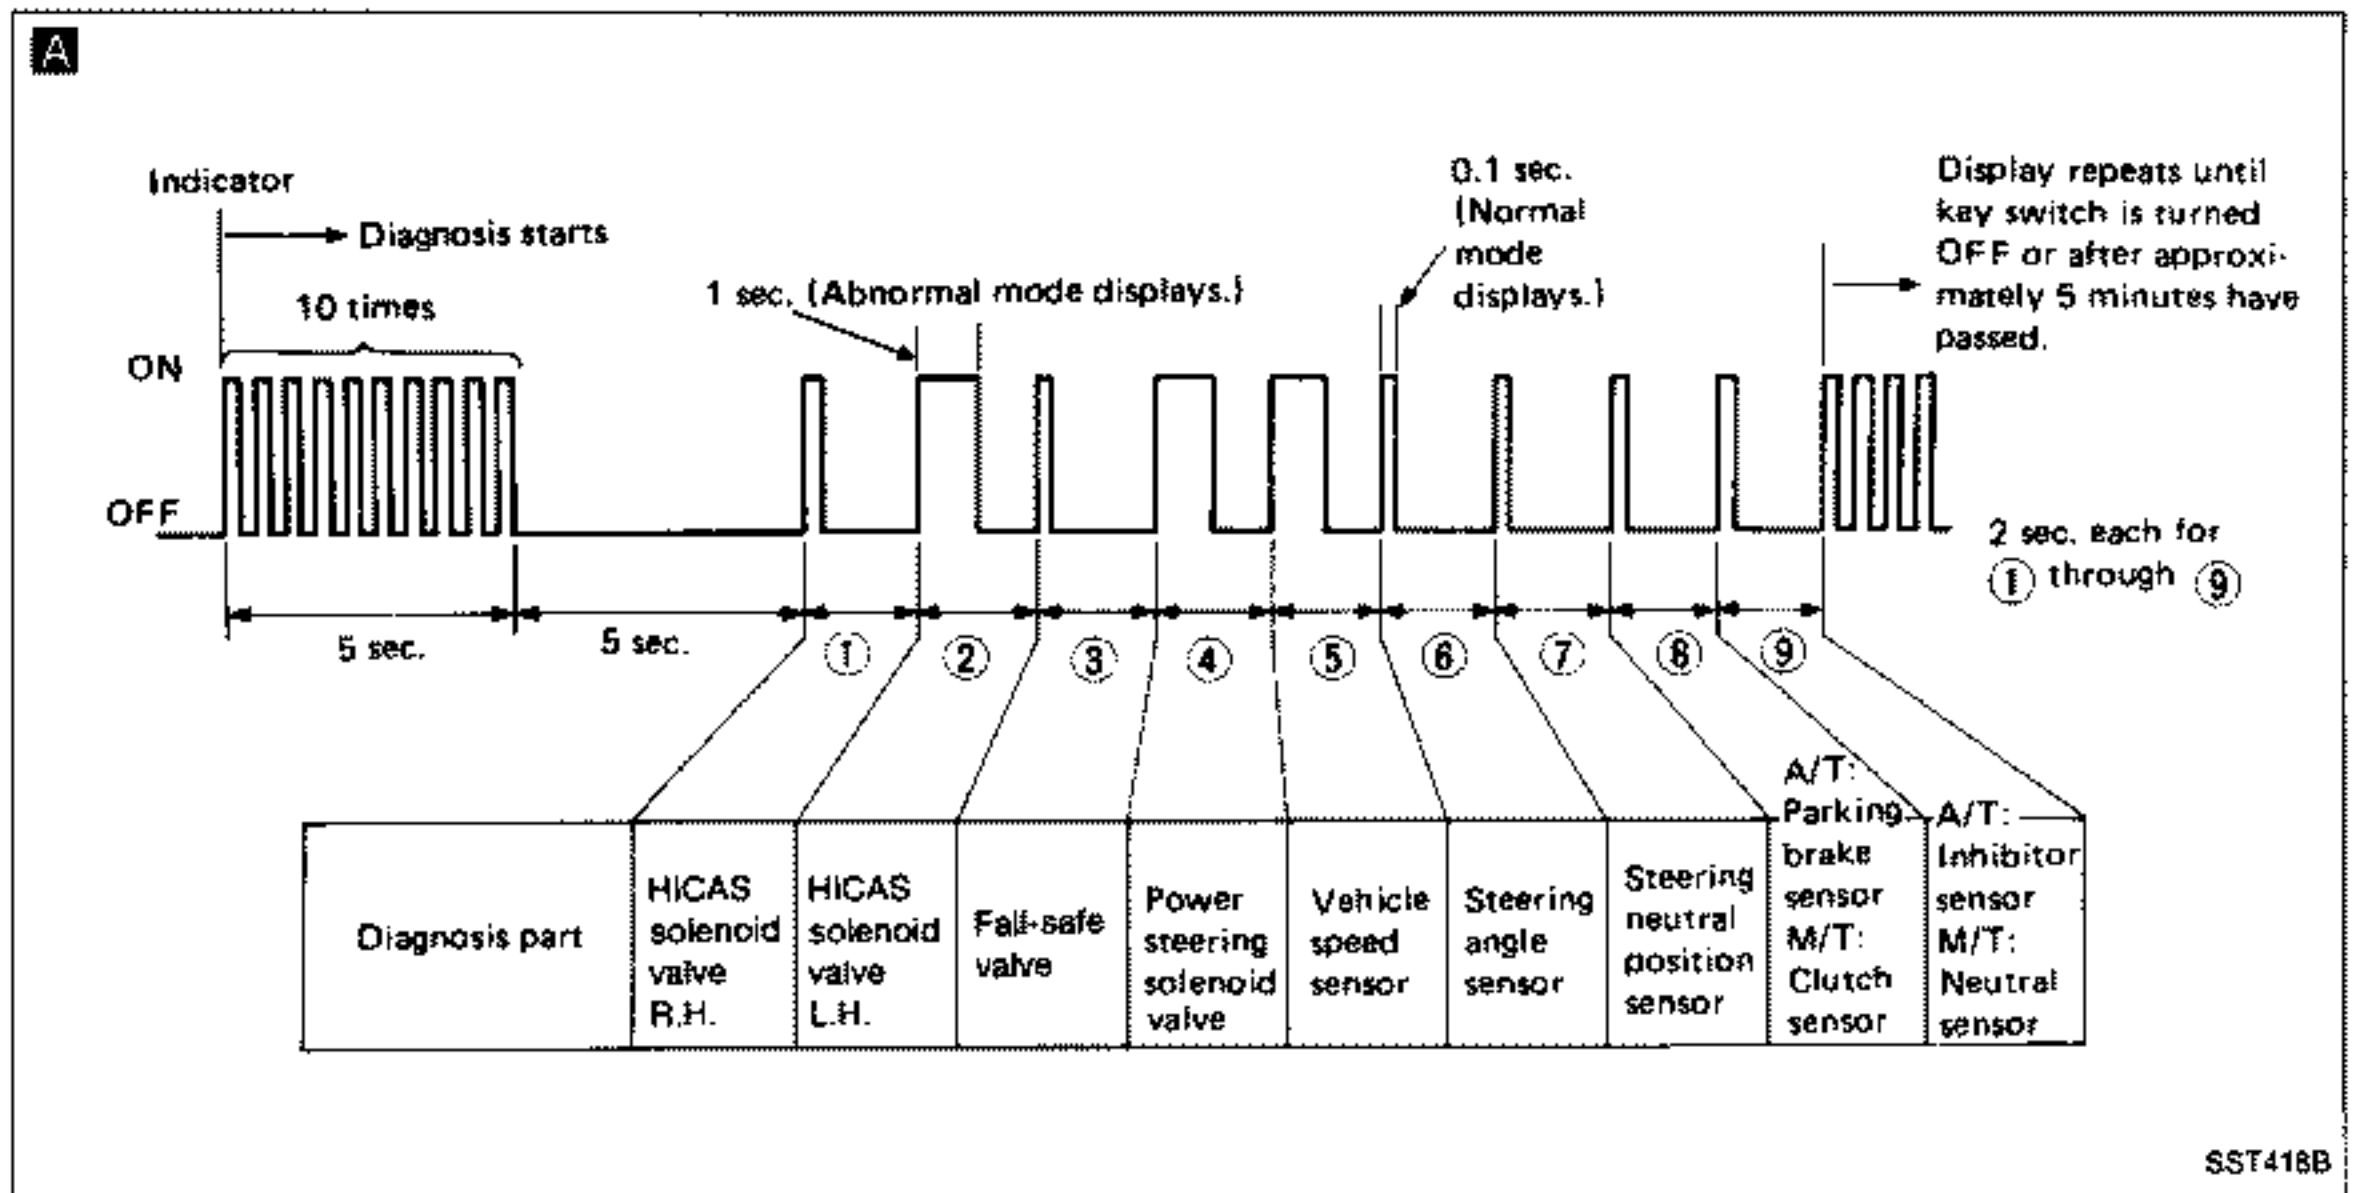 A
Indicator
Diagnosis starts
10 times
ON
OFF
1 sec. (Abnormal mode displays.)
0.1 sec.
(Normal
mode
displays.)
Display repeats until
key switch is turned
OFF or after approxi-
mately 5 minutes have
passed.
2 sec. each for
① through ⑨
5 sec.
5 sec.
① ② ③ ④ ⑤ ⑥ ⑦ ⑧ ⑨
Diagnosis part
HICAS
solenoid
valve
R.H.
HICAS
solenoid
valve
L.H.
Fail-safe
valve
Power
steering
solenoid
valve
Vehicle
speed
sensor
Steering
angle
sensor
Steering
neutral
position
sensor
A/T:
Parking
brake
sensor
M/T:
Clutch
sensor
A/T:
Inhibitor
sensor
M/T:
Neutral
sensor
SST418B